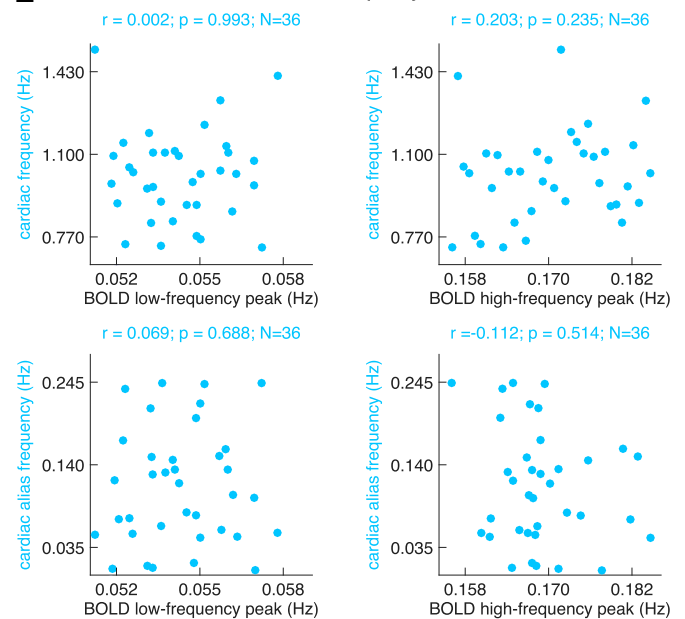 r = 0.002; p = 0.993; N=36
cardiac frequency (Hz)
1.430
1.100
0.770
0.052 0.055 0.058
BOLD low-frequency peak (Hz)
r = 0.203; p = 0.235; N=36
cardiac frequency (Hz)
1.430
1.100
0.770
0.158 0.170 0.182
BOLD high-frequency peak (Hz)
r = 0.069; p = 0.688; N=36
cardiac alias frequency (Hz)
0.245
0.140
0.035
0.052 0.055 0.058
BOLD low-frequency peak (Hz)
r =-0.112; p = 0.514; N=36
cardiac alias frequency (Hz)
0.245
0.140
0.035
0.158 0.170 0.182
BOLD high-frequency peak (Hz)